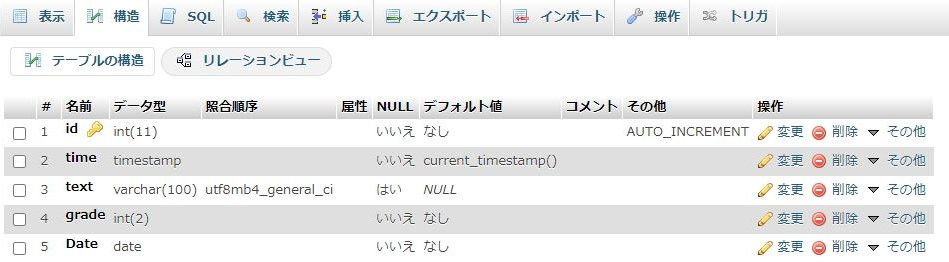 表示 構造 SQL 検索 挿入 エクスポート インポート 操作 トリガ
テーブルの構造 リレーションビュー
# 名前 データ型 照合順序 属性 NULL デフォルト値 コメント その他 操作
1 id int(11) いいえ なし AUTO_INCREMENT 変更 削除 その他
2 time timestamp いいえ current_timestamp() 変更 削除 その他
3 text varchar(100) utf8mb4_general_ci はい NULL 変更 削除 その他
4 grade int(2) いいえ なし 変更 削除 その他
5 Date date いいえ なし 変更 削除 その他